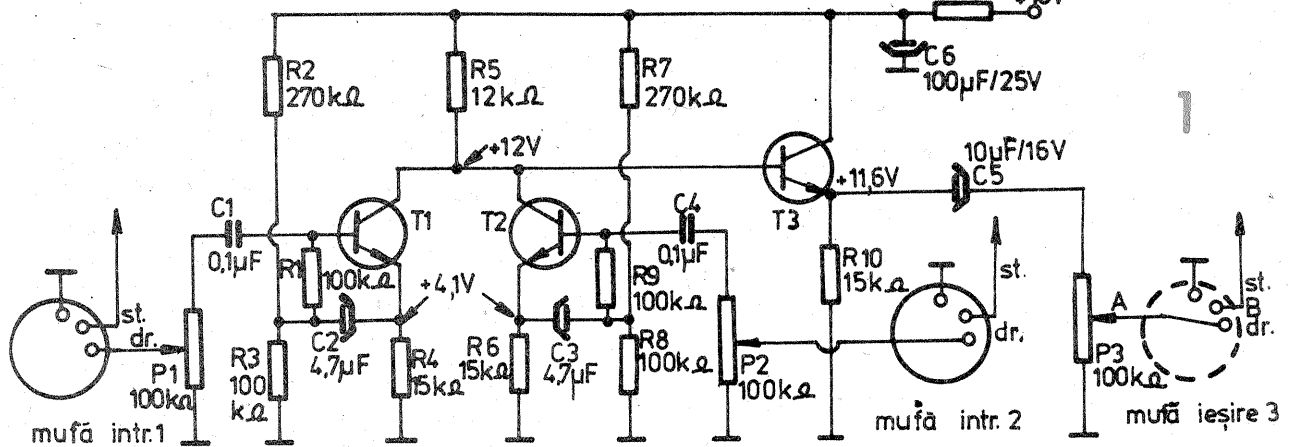 R2
270kΩ
R5
12kΩ
R7
270kΩ
C6
100µF/25V
1
+12V
10µF/16V
C5
+11,6V
C1
0,1µF
T1
T2
C4
0,1µF
T3
R1
100kΩ
+4,1V
R9
100kΩ
R10
15kΩ
st.
dr.
st.
dr.
A
st.
B
dr.
P1
100kΩ
R3
100
kΩ
C2
4,7µF
R4
15kΩ
R6
15kΩ
C3
4,7µF
R8
100kΩ
P2
100kΩ
P3
100kΩ
mufă intr.1
mufă intr. 2
mufă ieşire 3